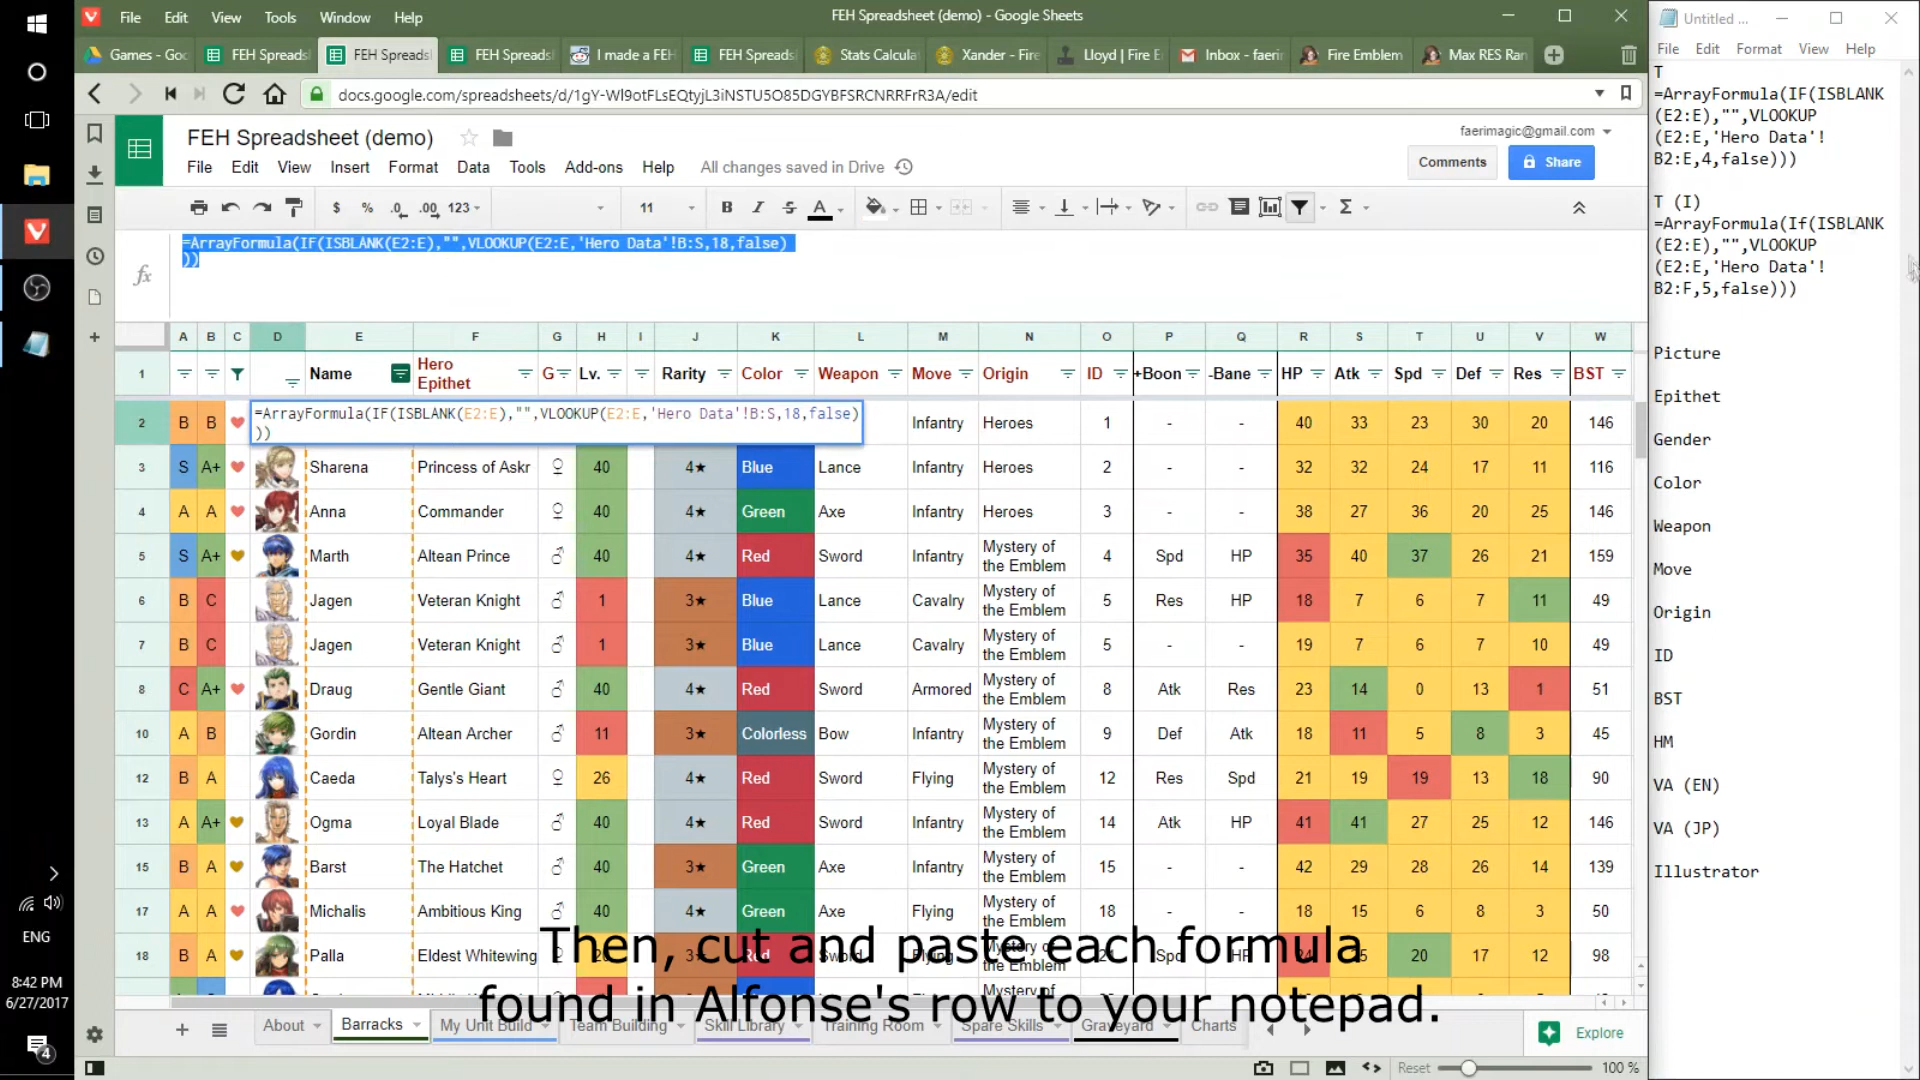 File Edit View Tools Window Help
FEH Spreadsheet (demo) - Google Sheets
Games - Goo FEH Spreads FEH Spreads FEH Spreads I made a FEH FEH Spreads Stats Calcula Xander - Fire Lloyd | Fire E Inbox - faerin Fire Emblem Max RES Ran
docs.google.com/spreadsheets/d/1gY-Wl9otFLsEQtyjL3iNSTU5O85DGYBFSRCNRRFrR3A/edit
FEH Spreadsheet (demo)
faerimagic@gmail.com
File Edit View Insert Format Data Tools Add-ons Help All changes saved in Drive
Comments Share
$ % .0 .00 123 11 B I S A Σ
=ArrayFormula(IF(ISBLANK(E2:E),"",VLOOKUP(E2:E,'Hero Data'!B:S,18,false)
))
fx
A B C D E F G H I J K L M N O P Q R S T U V W
1 Name Hero Epithet G Lv. Rarity Color Weapon Move Origin ID +Boon -Bane HP Atk Spd Def Res BST
=ArrayFormula(IF(ISBLANK(E2:E),"",VLOOKUP(E2:E,'Hero Data'!B:S,18,false)
))
2 B B Infantry Heroes 1 - - 40 33 23 30 20 146
3 S A+ Sharena Princess of Askr ♀ 40 4★ Blue Lance Infantry Heroes 2 - - 32 32 24 17 11 116
4 A A Anna Commander ♀ 40 4★ Green Axe Infantry Heroes 3 - - 38 27 36 20 25 146
5 S A+ Marth Altean Prince ♂ 40 4★ Red Sword Infantry Mystery of the Emblem 4 Spd HP 35 40 37 26 21 159
6 B C Jagen Veteran Knight ♂ 1 3★ Blue Lance Cavalry Mystery of the Emblem 5 Res HP 18 7 6 7 11 49
7 B C Jagen Veteran Knight ♂ 1 3★ Blue Lance Cavalry Mystery of the Emblem 5 - - 19 7 6 7 10 49
8 C A+ Draug Gentle Giant ♂ 40 4★ Red Sword Armored Mystery of the Emblem 8 Atk Res 23 14 0 13 1 51
10 A B Gordin Altean Archer ♂ 11 3★ Colorless Bow Infantry Mystery of the Emblem 9 Def Atk 18 11 5 8 3 45
12 B A Caeda Talys's Heart ♀ 26 4★ Red Sword Flying Mystery of the Emblem 12 Res Spd 21 19 19 13 18 90
13 A A+ Ogma Loyal Blade ♂ 40 4★ Red Sword Infantry Mystery of the Emblem 14 Atk HP 41 41 27 25 12 146
15 B A Barst The Hatchet ♂ 40 3★ Green Axe Infantry Mystery of the Emblem 15 - - 42 29 28 26 14 139
17 A A Michalis Ambitious King ♂ 40 4★ Green Axe Flying Mystery of the Emblem 18 - - 18 15 6 8 3 50
18 B A Palla Eldest Whitewing Red Sword Flying Mystery of the Emblem Spd HP 20 17 12 98
Then, cut and paste each formula
found in Alfonse's row to your notepad.
About Barracks My Unit Build Team Building Skill Library Training Room Spare Skills Graveyard Charts
Explore
Reset 100 %
ENG
8:42 PM
6/27/2017
4
Untitled ...
File Edit Format View Help
T
=ArrayFormula(IF(ISBLANK
(E2:E),"",VLOOKUP
(E2:E,'Hero Data'!
B2:E,4,false)))
T (I)
=ArrayFormula(If(ISBLANK
(E2:E),"",VLOOKUP
(E2:E,'Hero Data'!
B2:F,5,false)))
Picture
Epithet
Gender
Color
Weapon
Move
Origin
ID
BST
HM
VA (EN)
VA (JP)
Illustrator